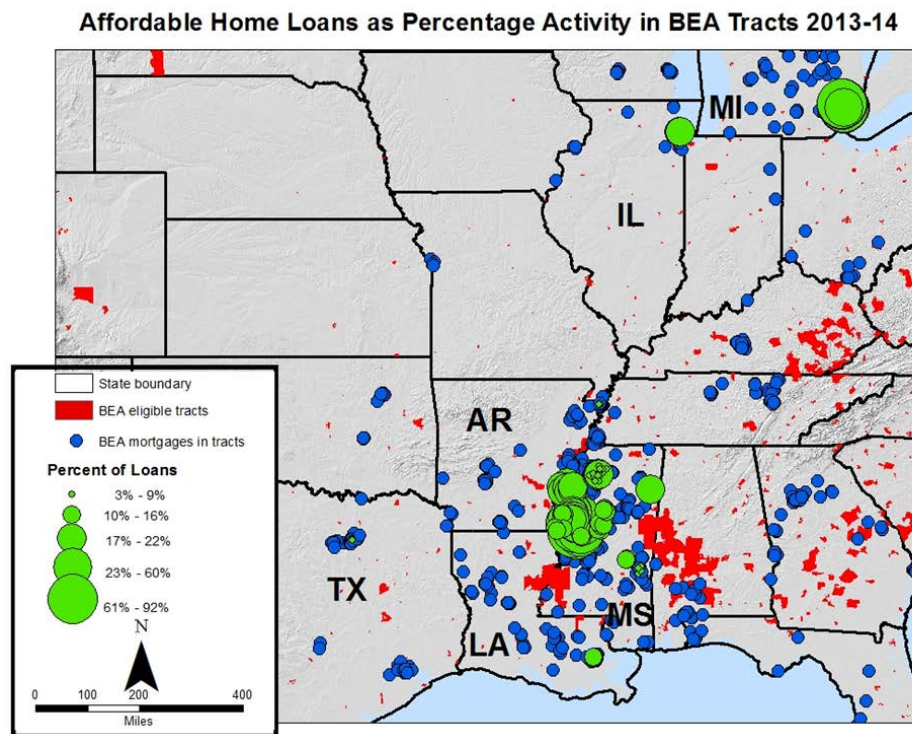 Affordable Home Loans as Percentage Activity in BEA Tracts 2013-14
MI
IL
AR
TX
LA
MS
State boundary
BEA eligible tracts
BEA mortgages in tracts
Percent of Loans
3% - 9%
10% - 16%
17% - 22%
23% - 60%
61% - 92%
N
0 100 200 400
Miles